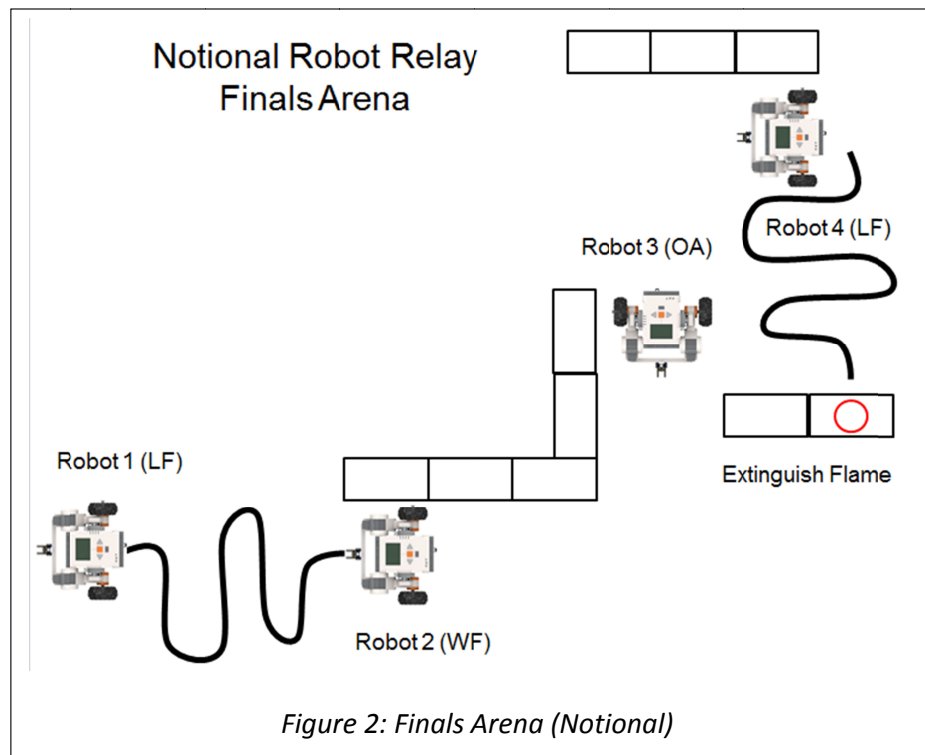 Notional Robot Relay
Finals Arena
Robot 4 (LF)
Robot 3 (OA)
Robot 1 (LF)
Extinguish Flame
Robot 2 (WF)
Figure 2: Finals Arena (Notional)